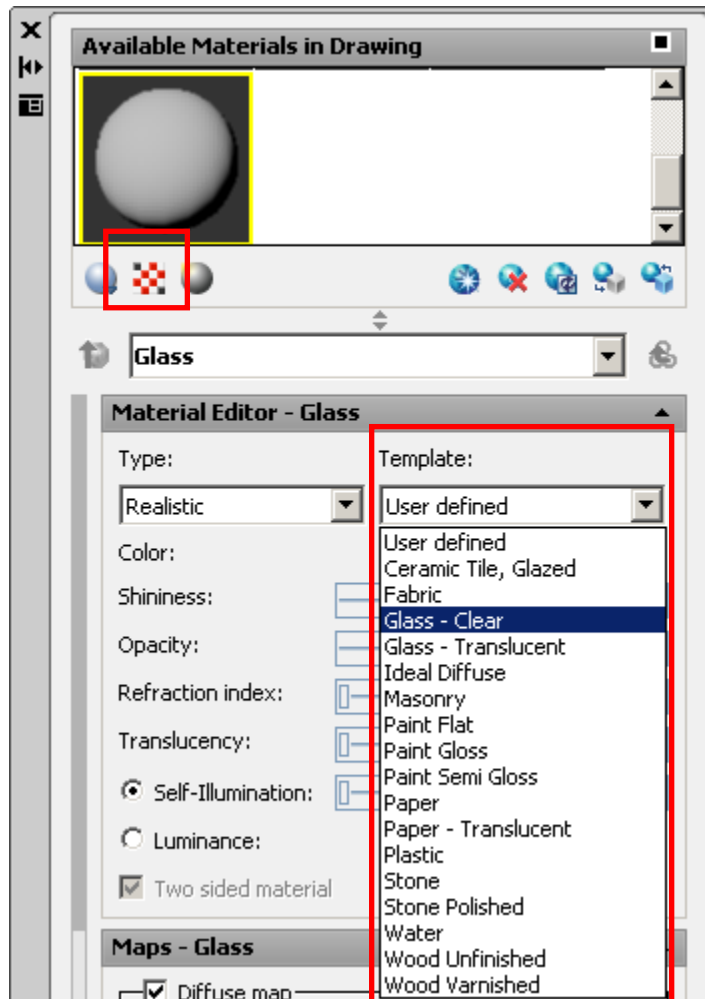 Available Materials in Drawing
Glass
Material Editor - Glass
Type:
Template:
Realistic
User defined
Color:
Shininess:
Opacity:
Refraction index:
Translucency:
Self-Illumination:
Luminance:
Two sided material
User defined
Ceramic Tile, Glazed
Fabric
Glass - Clear
Glass - Translucent
Ideal Diffuse
Masonry
Paint Flat
Paint Gloss
Paint Semi Gloss
Paper
Paper - Translucent
Plastic
Stone
Stone Polished
Water
Wood Unfinished
Wood Varnished
Maps - Glass
Diffuse map